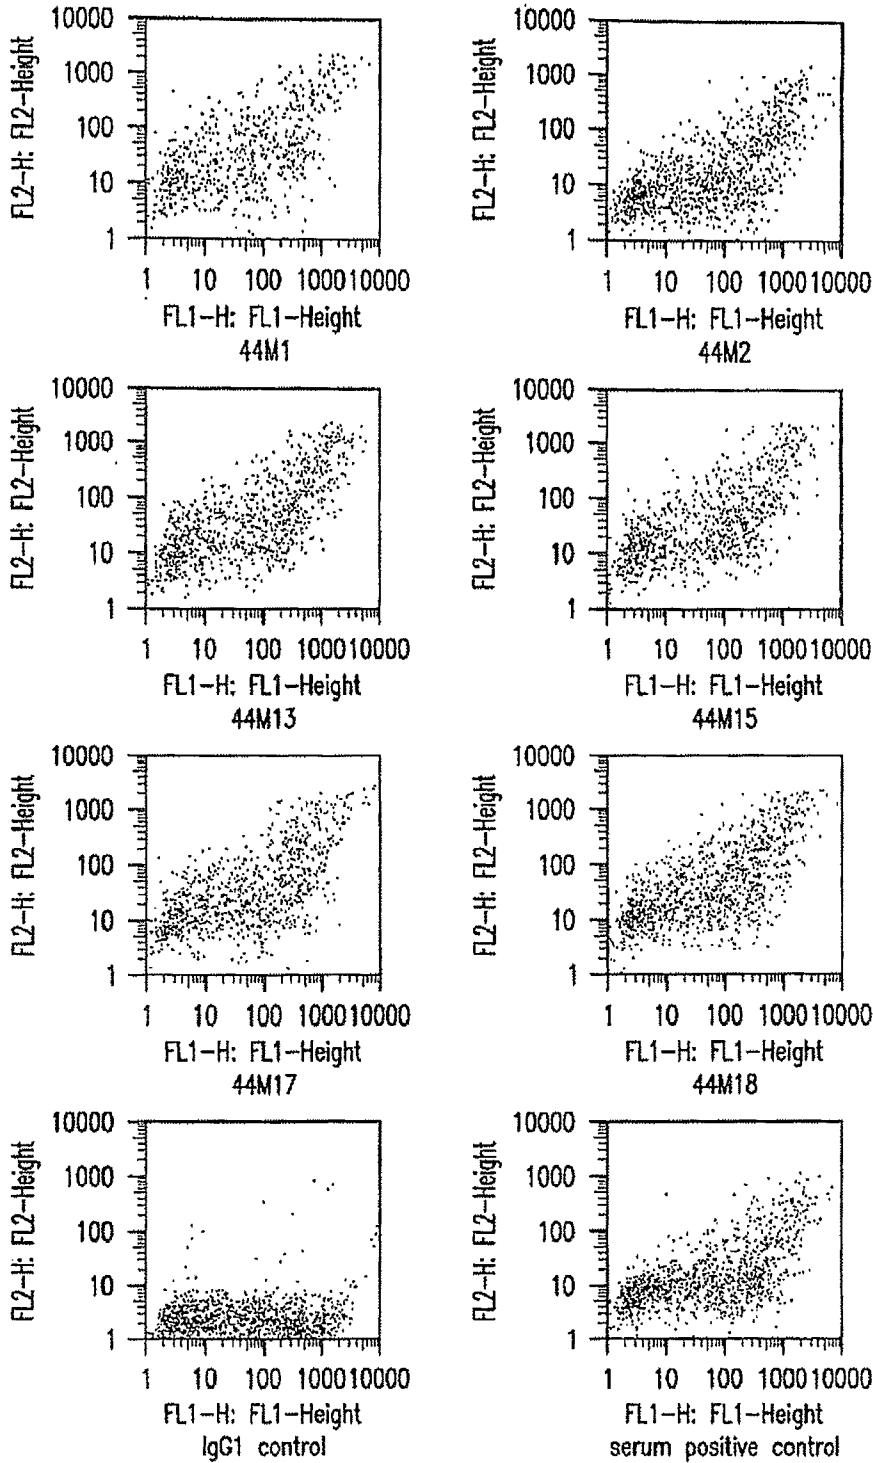 10000 10000
FL2-H: FL2-Height FL2-H: FL2-Height
1000 1000
100 100
10 10
1 1
1 10 100 1000 10000 1 10 100 1000 10000
FL1-H: FL1-Height FL1-H: FL1-Height
44M1 44M2
10000 10000
FL2-H: FL2-Height FL2-H: FL2-Height
1000 1000
100 100
10 10
1 1
1 10 100 1000 10000 1 10 100 1000 10000
FL1-H: FL1-Height FL1-H: FL1-Height
44M13 44M15
10000 10000
FL2-H: FL2-Height FL2-H: FL2-Height
1000 1000
100 100
10 10
1 1
1 10 100 1000 10000 1 10 100 1000 10000
FL1-H: FL1-Height FL1-H: FL1-Height
44M17 44M18
10000 10000
FL2-H: FL2-Height FL2-H: FL2-Height
1000 1000
100 100
10 10
1 1
1 10 100 1000 10000 1 10 100 1000 10000
FL1-H: FL1-Height FL1-H: FL1-Height
IgG1 control serum positive control